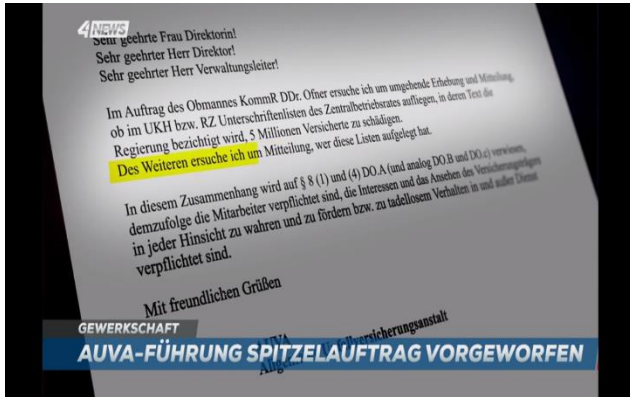 4 NEWS
Sehr geehrte Frau Direktorin!
Sehr geehrter Herr Direktor!
Sehr geehrter Herr Verwaltungsleiter!
Im Auftrag des Obmannes KommR DDr. Ofner ersuche ich um umgehende Erhebung und Mitteilung,
ob im UKH bzw. RZ Unterschriftenlisten des Zentralbetriebsrates aufliegen, in deren Text die
Regierung bezichtigt wird, 5 Millionen Versicherte zu schädigen.
Des Weiteren ersuche ich um Mitteilung, wer diese Listen aufgelegt hat.
In diesem Zusammenhang wird auf § 8 (1) und (4) DO.A (und analog DO.B und DO.c) verwiesen,
demzufolge die Mitarbeiter verpflichtet sind, die Interessen und das Ansehen des Versicherungsträgers
in jeder Hinsicht zu wahren und zu fördern bzw. zu tadellosem Verhalten in und außer Dienst
verpflichtet sind.
Mit freundlichen Grüßen
AUVA
GEWERKSCHAFT
AUVA-FÜHRUNG SPITZELAUFTRAG VORGEWORFEN